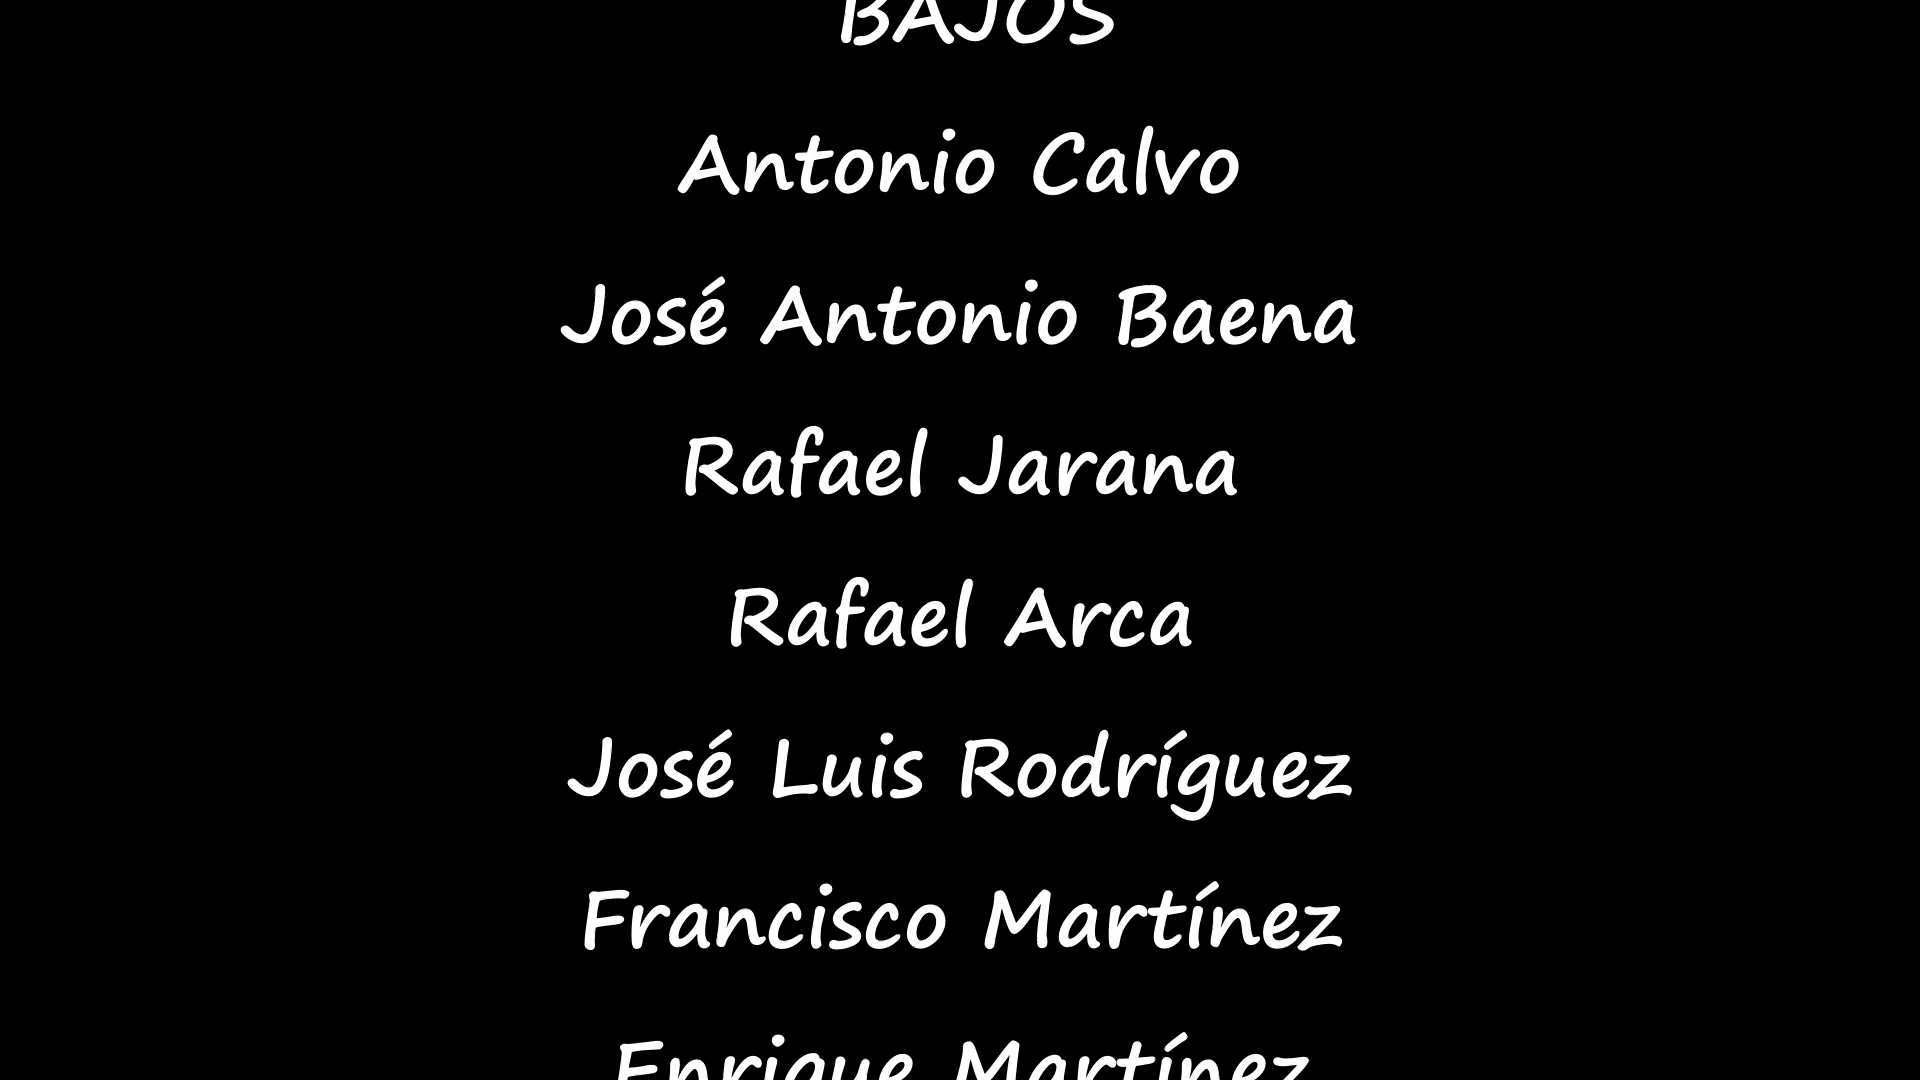 BAJOS
Antonio Calvo
José Antonio Baena
Rafael Jarana
Rafael Arca
José Luis Rodríguez
Francisco Martínez
Enrique Martínez